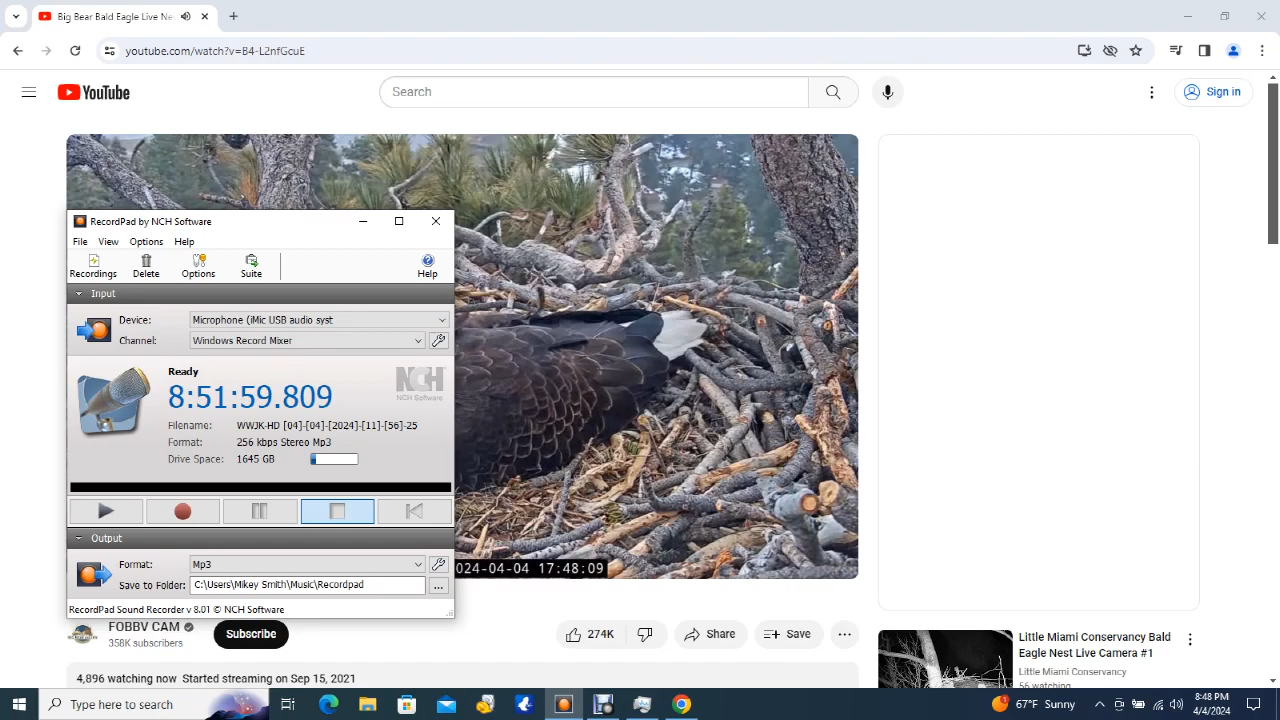 Big Bear Bald Eagle Live Ne
youtube.com/watch?v=B4-L2nfGcuE
YouTube
Search
Sign in
RecordPad by NCH Software
File View Options Help
Recordings Delete Options Suite Help
Input
Device: Microphone (iMic USB audio syst
Channel: Windows Record Mixer
Ready
8:51:59.809
NCH
NCH Software
Filename: WWJK-HD [04]-[04]-[2024]-[11]-[56]-25
Format: 256 kbps Stereo Mp3
Drive Space: 1645 GB
Output
Format: Mp3
Save to Folder: C:\Users\Mikey Smith\Music\Recordpad
...
RecordPad Sound Recorder v 8.01 © NCH Software
024-04-04 17:48:09
FOBBV CAM
358K subscribers
Subscribe
274K
Share
Save
4,896 watching now Started streaming on Sep 15, 2021
Little Miami Conservancy Bald
Eagle Nest Live Camera #1
Little Miami Conservancy
56 watching
Type here to search
67°F Sunny
8:48 PM
4/4/2024